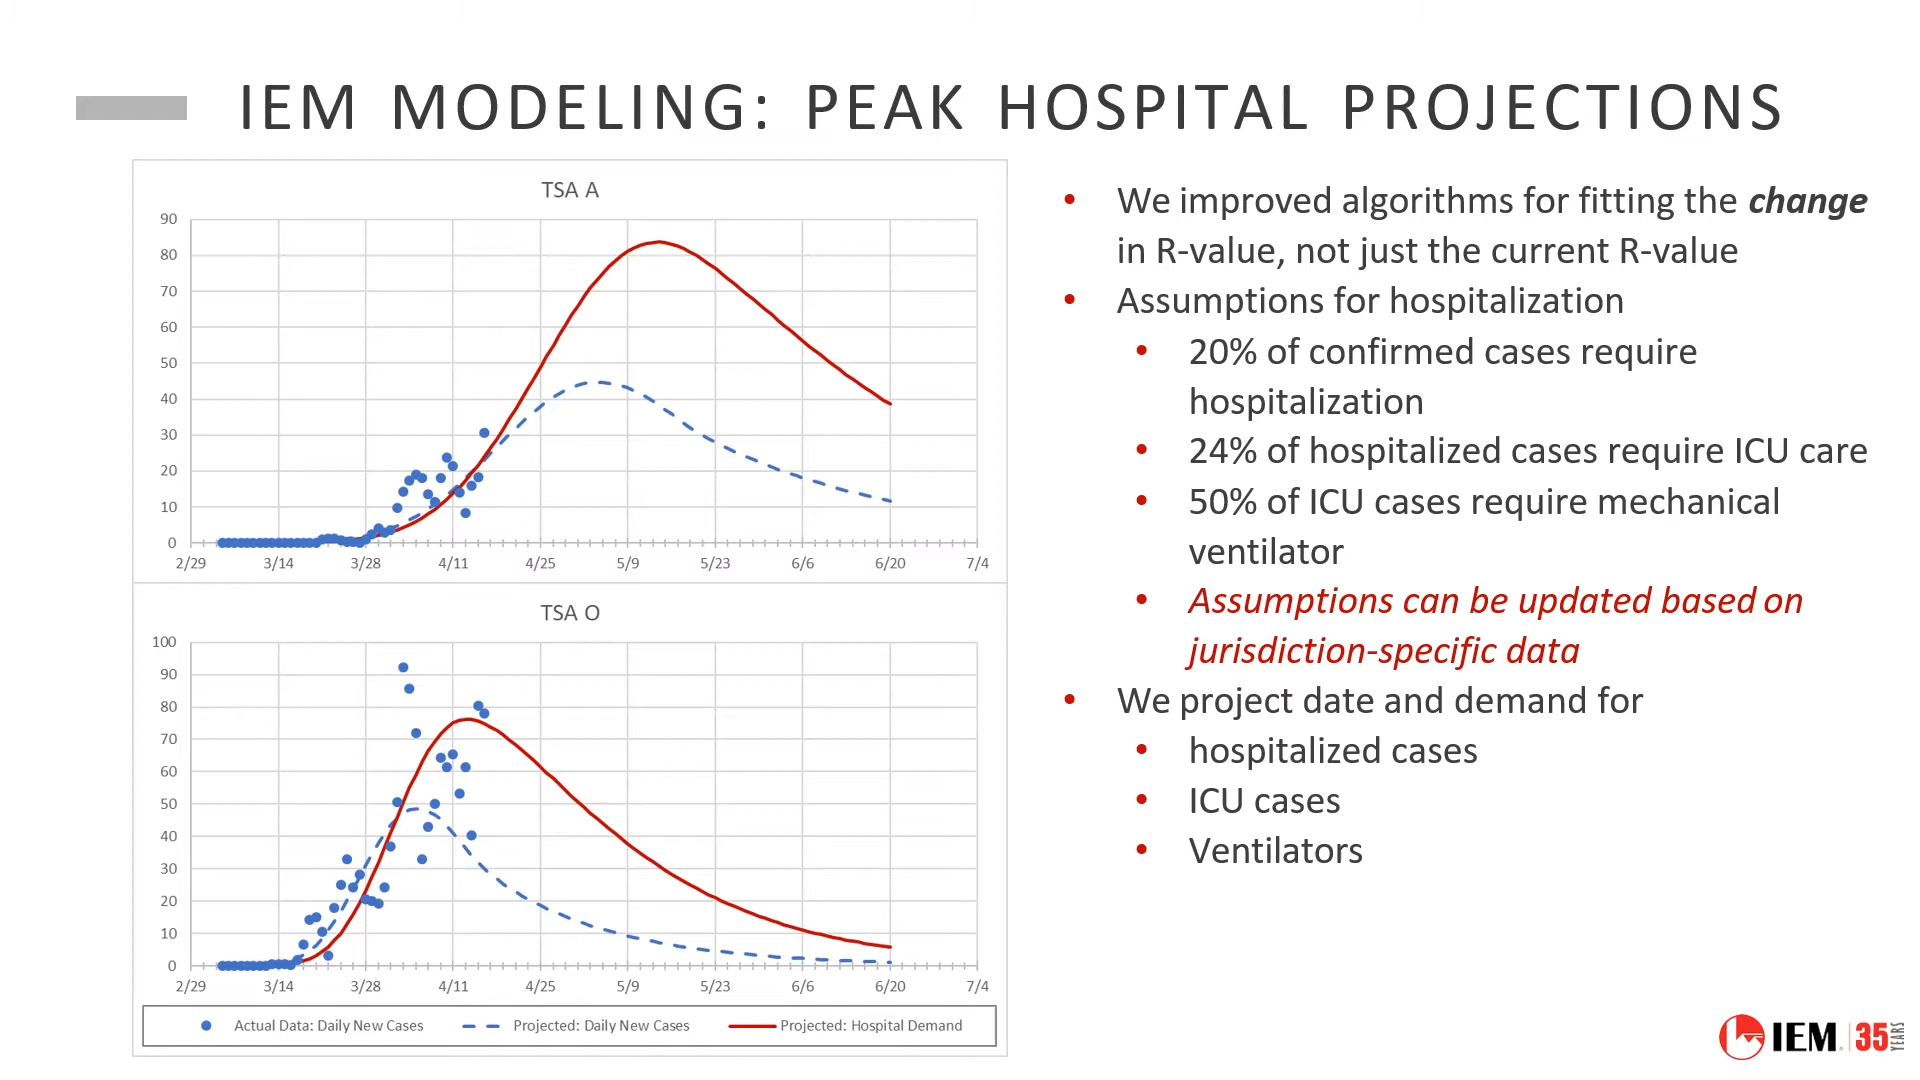 IEM MODELING: PEAK HOSPITAL PROJECTIONS
TSA A
90
80
70
60
50
40
30
20
10
0
2/29 3/14 3/28 4/11 4/25 5/9 5/23 6/6 6/20 7/4
TSA O
100
90
80
70
60
50
40
30
20
10
0
2/29 3/14 3/28 4/11 4/25 5/9 5/23 6/6 6/20 7/4
Actual Data: Daily New Cases Projected: Daily New Cases Projected: Hospital Demand
• We improved algorithms for fitting the change
in R-value, not just the current R-value
• Assumptions for hospitalization
• 20% of confirmed cases require
hospitalization
• 24% of hospitalized cases require ICU care
• 50% of ICU cases require mechanical
ventilator
• Assumptions can be updated based on
jurisdiction-specific data
• We project date and demand for
• hospitalized cases
• ICU cases
• Ventilators
IEM 35 YEARS